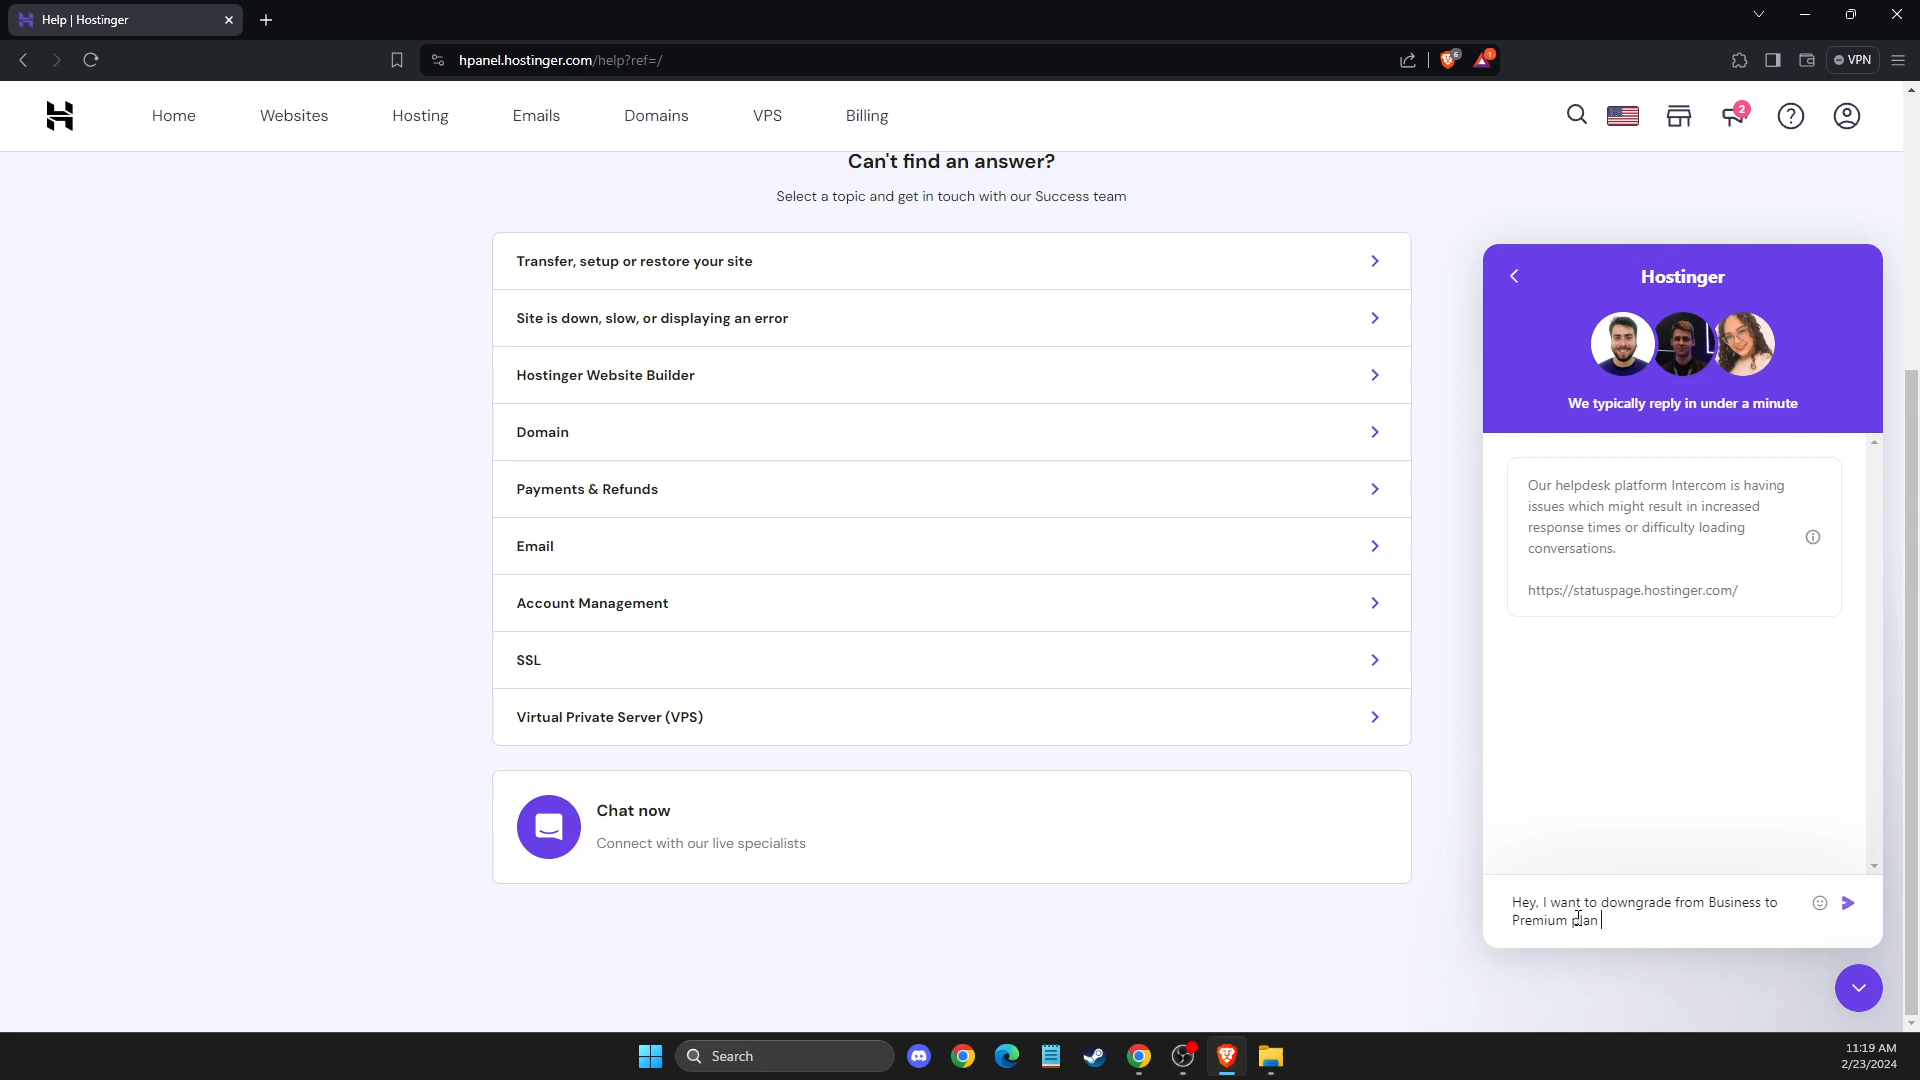 Help | Hostinger
hpanel.hostinger.com/help?ref=/
6
1
VPN
Home
Websites
Hosting
Emails
Domains
VPS
Billing
2
Can't find an answer?
Select a topic and get in touch with our Success team
Transfer, setup or restore your site
Site is down, slow, or displaying an error
Hostinger Website Builder
Domain
Payments & Refunds
Email
Account Management
SSL
Virtual Private Server (VPS)
Chat now
Connect with our live specialists
Hostinger
We typically reply in under a minute
Our helpdesk platform Intercom is having
issues which might result in increased
response times or difficulty loading
conversations.
https://statuspage.hostinger.com/
Hey, I want to downgrade from Business to
Premium plan
Search
11:19 AM
2/23/2024